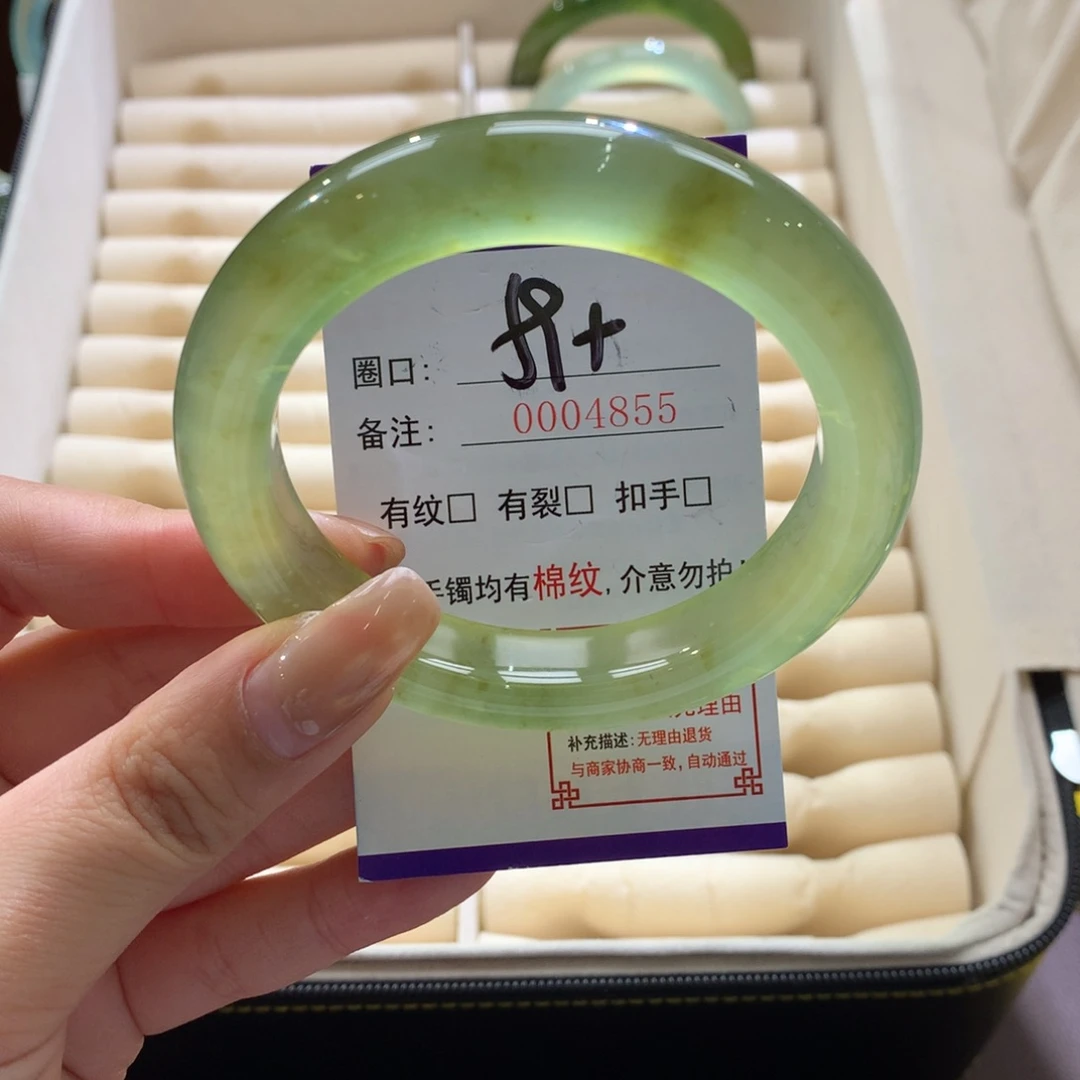 圈口: 59+
备注: 0004855
有纹□ 有裂□ 扣手□
手镯均有棉纹,介意勿拍!
理由
补充描述:无理由退货
与商家协商一致,自动通过